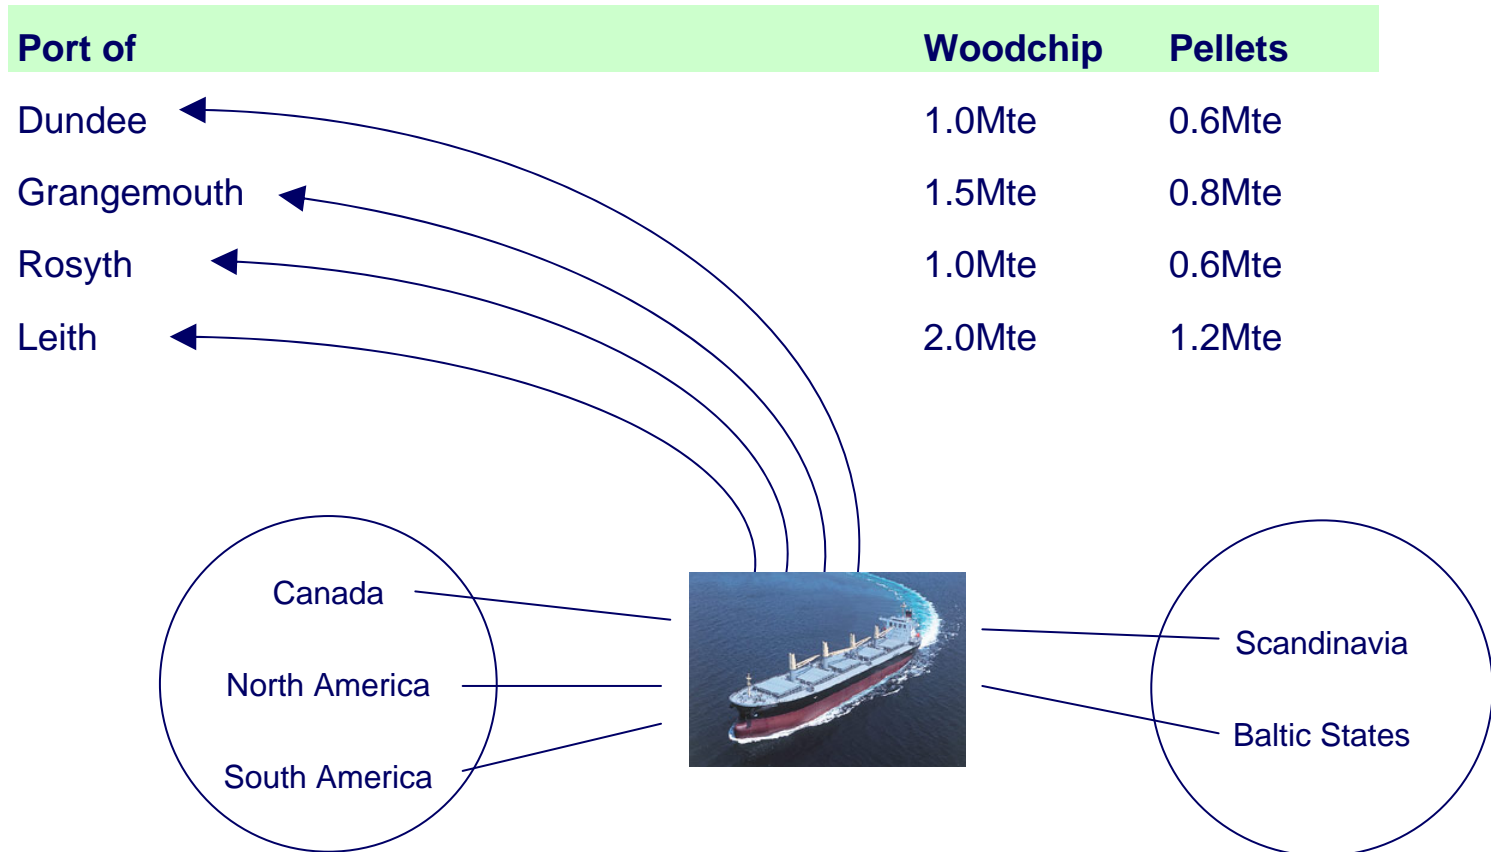 Port of Woodchip Pellets
Dundee 1.0Mte 0.6Mte
Grangemouth 1.5Mte 0.8Mte
Rosyth 1.0Mte 0.6Mte
Leith 2.0Mte 1.2Mte
Canada
North America
South America
Scandinavia
Baltic States